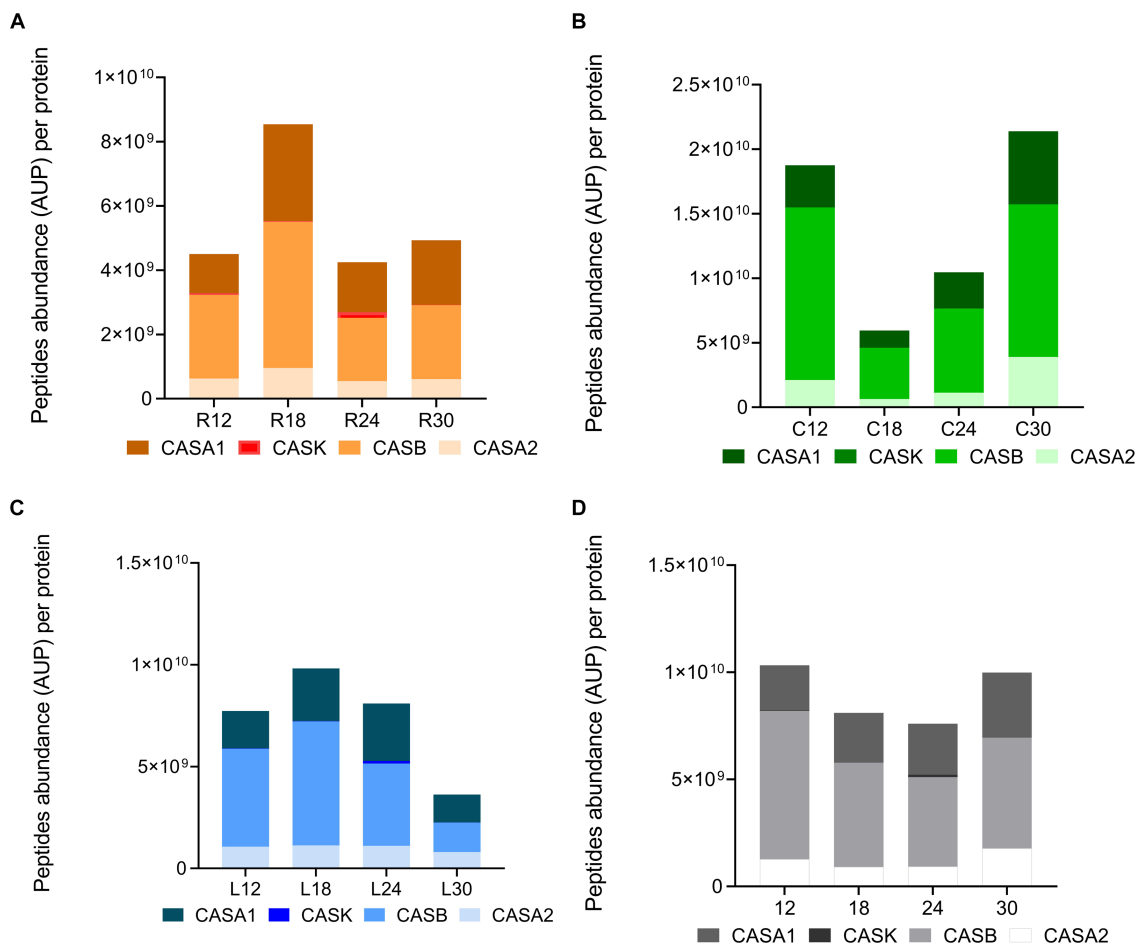 A
Peptides abundance (AUP) per protein
1×10¹⁰
8×10⁹
6×10⁹
4×10⁹
2×10⁹
0
R12 R18 R24 R30
CASA1 CASK CASB CASA2
B
Peptides abundance (AUP) per protein
2.5×10¹⁰
2×10¹⁰
1.5×10¹⁰
1×10¹⁰
5×10⁹
0
C12 C18 C24 C30
CASA1 CASK CASB CASA2
C
Peptides abundance (AUP) per protein
1.5×10¹⁰
1×10¹⁰
5×10⁹
0
L12 L18 L24 L30
CASA1 CASK CASB CASA2
D
Peptides abundance (AUP) per protein
1.5×10¹⁰
1×10¹⁰
5×10⁹
0
12 18 24 30
CASA1 CASK CASB CASA2